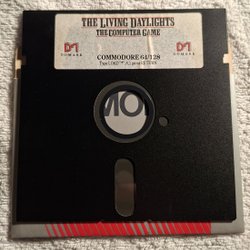 THE LIVING DAYLIGHTS
THE COMPUTER GAME
DOMARK
DOMARK
COMMODORE 64/128